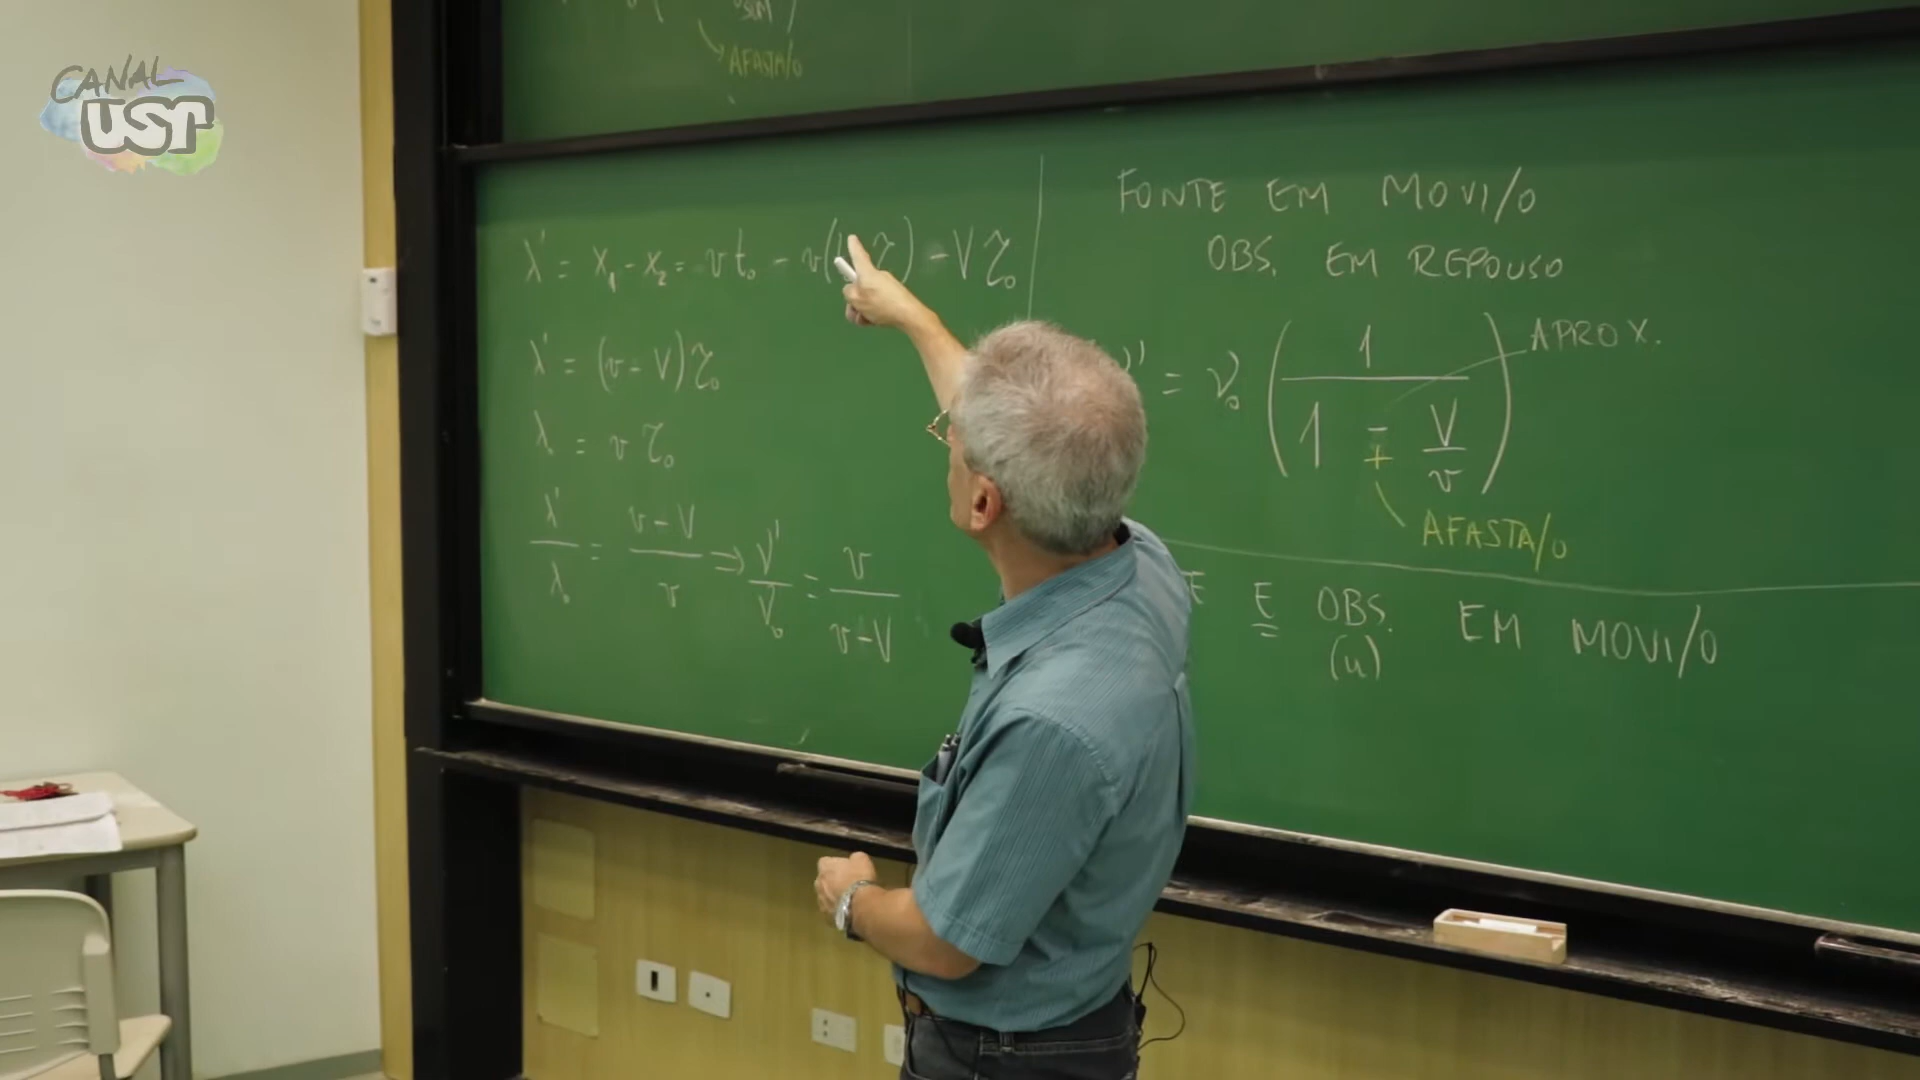 CANAL
USP
AFASTA/O
λ' = x₁ - x₂ = v t₀ - v( ) - V τ₀
λ' = (v - V) τ₀
λ = v τ₀
λ'/λ₀ = (v - V)/v ⇒ ν'/ν₀ = v/(v - V)
FONTE EM MOVI/O
OBS. EM REPOUSO
ν' = ν₀ (1/(1 ∓ V/v)) APROX.
AFASTA/O
E OBS. EM MOVI/O
(u)